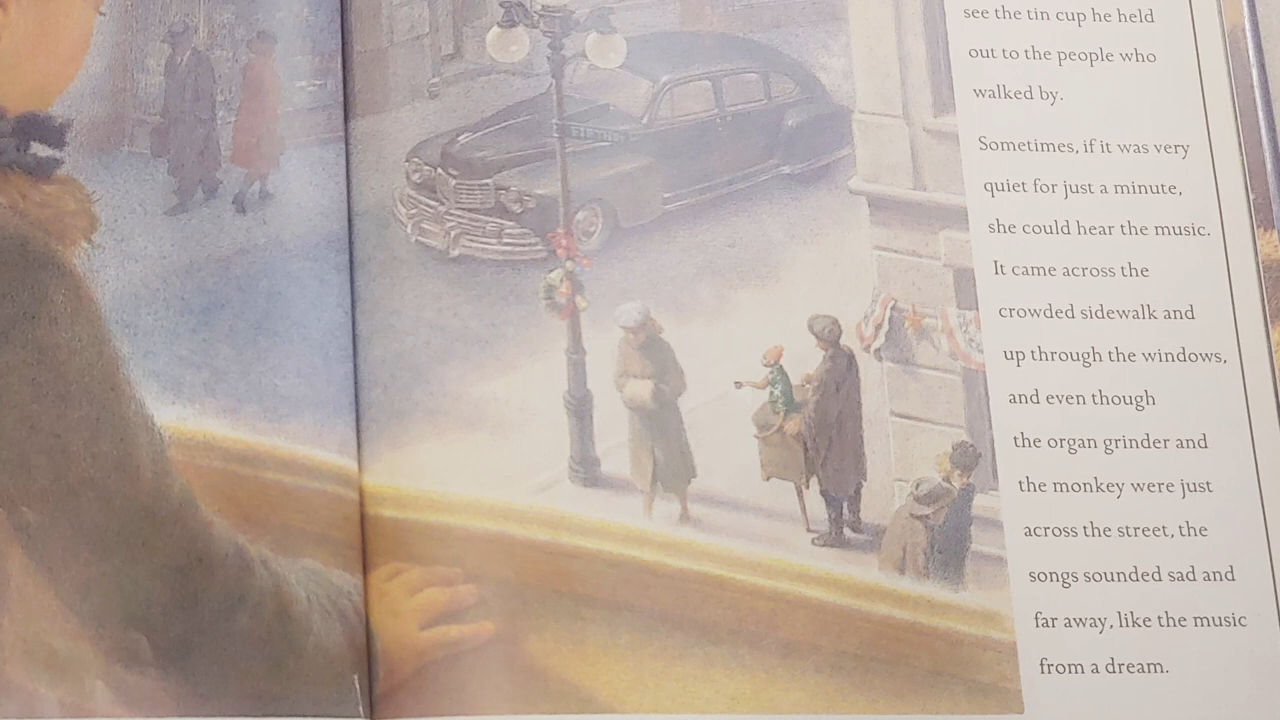 see the tin cup he held
out to the people who
walked by.
Sometimes, if it was very
quiet for just a minute,
she could hear the music.
It came across the
crowded sidewalk and
up through the windows,
and even though
the organ grinder and
the monkey were just
across the street, the
songs sounded sad and
far away, like the music
from a dream.